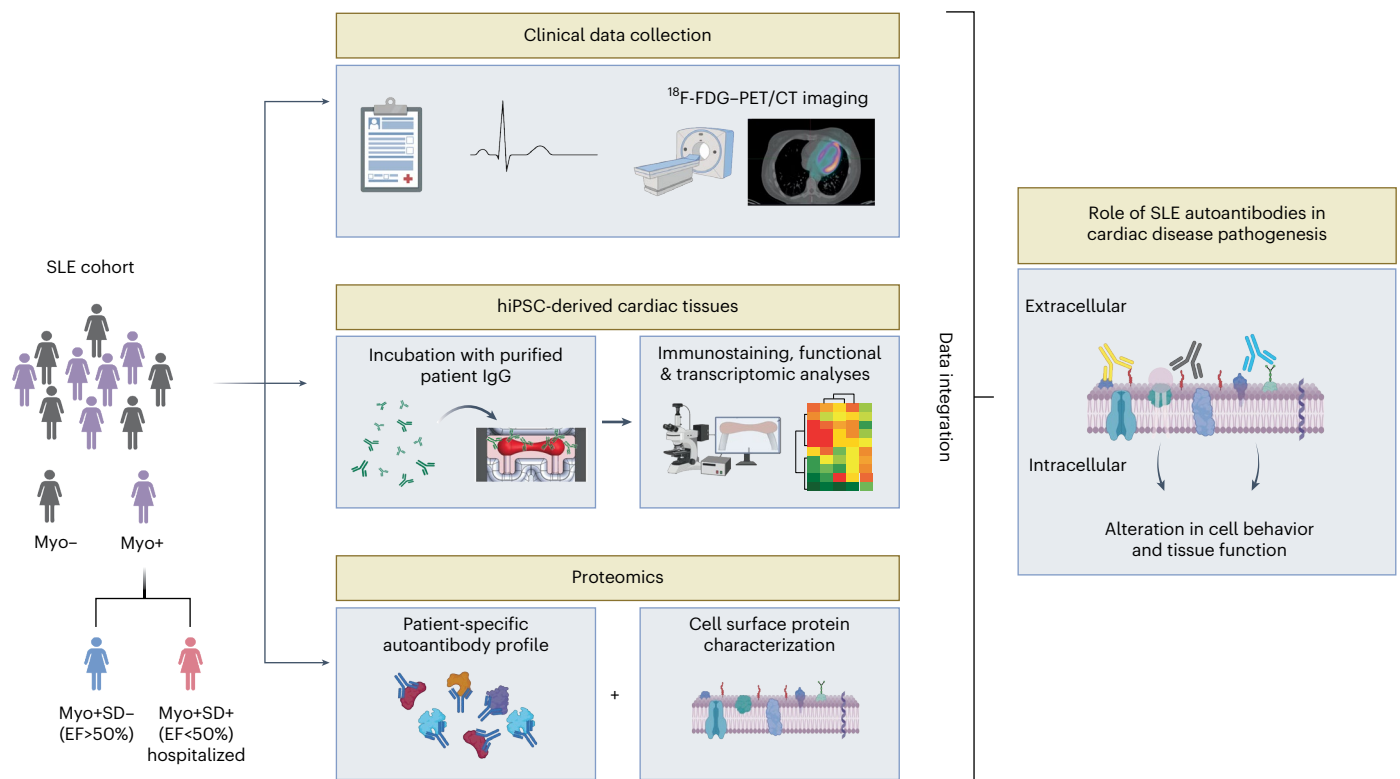 Clinical data collection
¹⁸F-FDG–PET/CT imaging
SLE cohort
Myo–
Myo+
Myo+SD–
(EF>50%)
Myo+SD+
(EF<50%)
hospitalized
hiPSC-derived cardiac tissues
Incubation with purified
patient IgG
Immunostaining, functional
& transcriptomic analyses
Proteomics
Patient-specific
autoantibody profile
+
Cell surface protein
characterization
Data integration
Role of SLE autoantibodies in
cardiac disease pathogenesis
Extracellular
Intracellular
Alteration in cell behavior
and tissue function